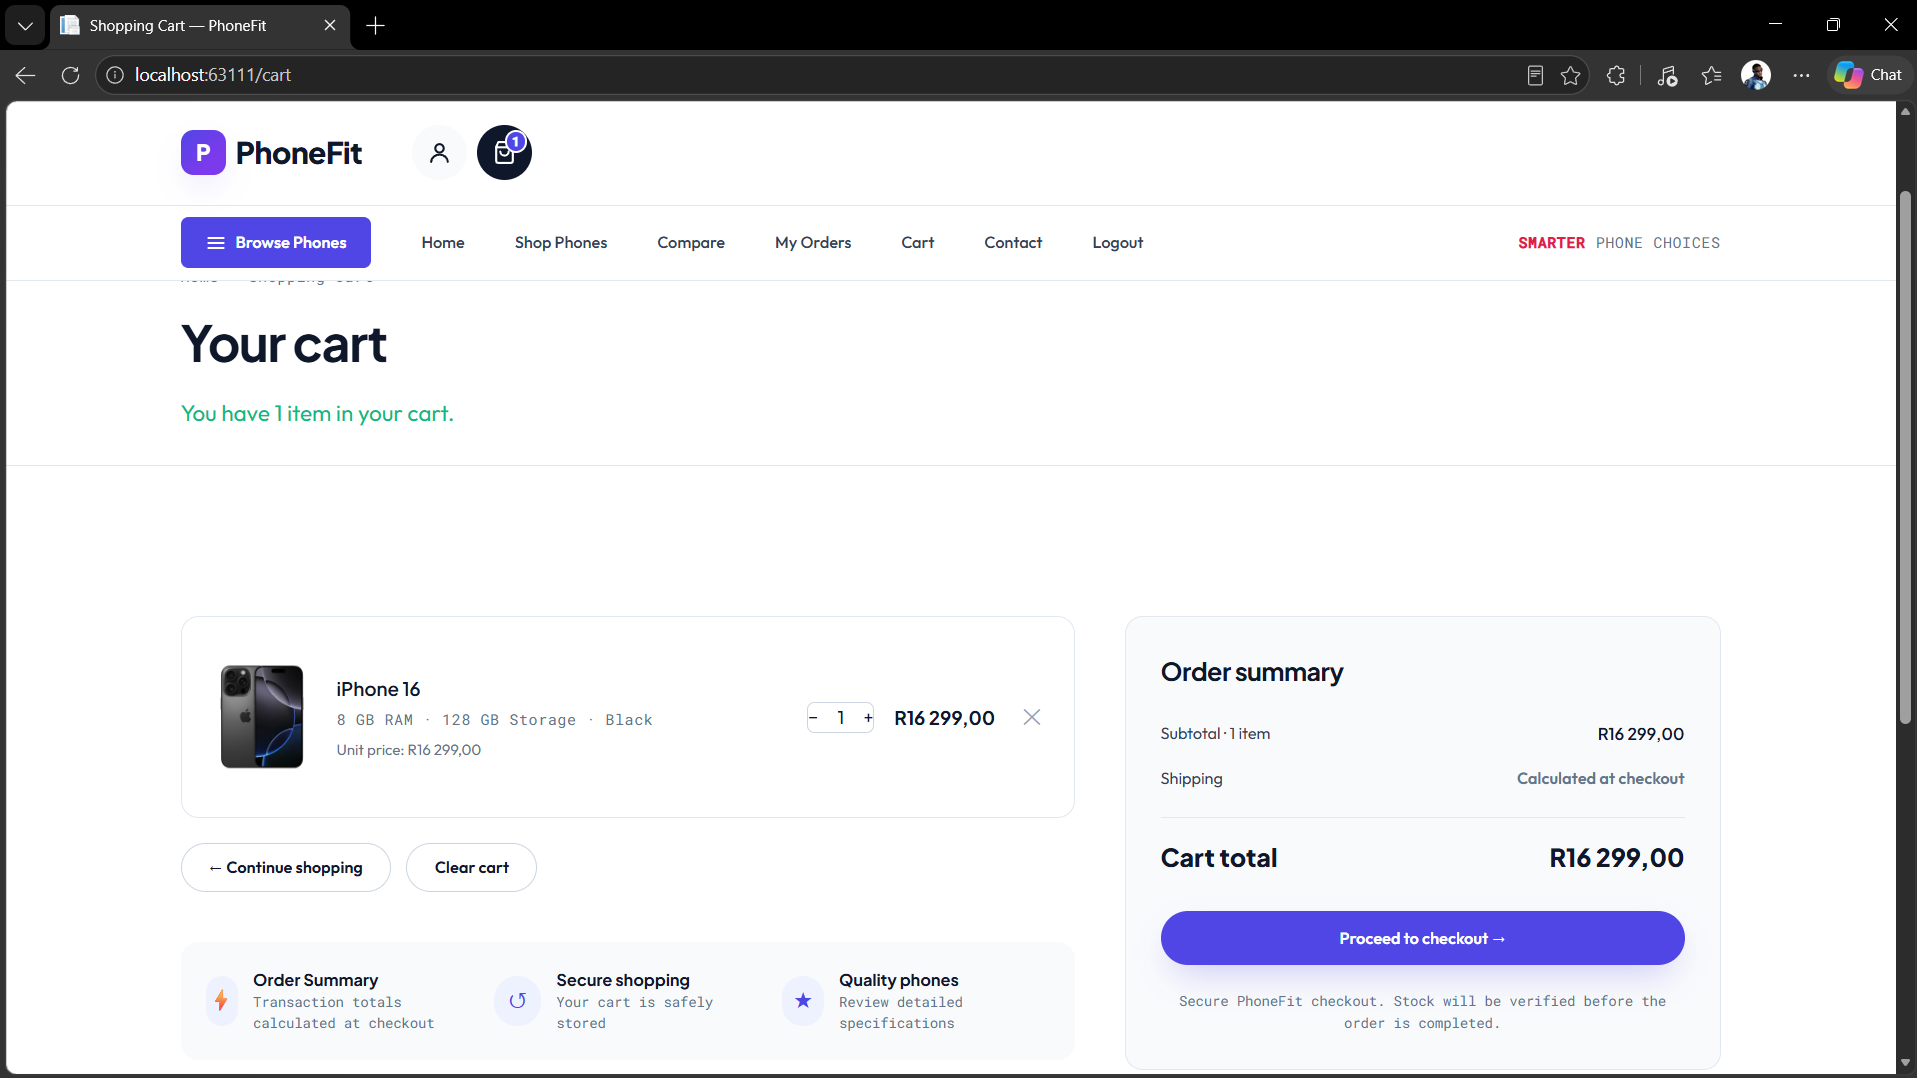 Shopping Cart — PhoneFit
localhost:63111/cart
Chat
P PhoneFit
1
Browse Phones
Home
Shop Phones
Compare
My Orders
Cart
Contact
Logout
SMARTER PHONE CHOICES
Your cart
You have 1 item in your cart.
iPhone 16
8 GB RAM · 128 GB Storage · Black
Unit price: R16 299,00
− 1 +
R16 299,00
← Continue shopping
Clear cart
Order Summary
Transaction totals
calculated at checkout
Secure shopping
Your cart is safely
stored
Quality phones
Review detailed
specifications
Order summary
Subtotal · 1 item
R16 299,00
Shipping
Calculated at checkout
Cart total
R16 299,00
Proceed to checkout →
Secure PhoneFit checkout. Stock will be verified before the
order is completed.